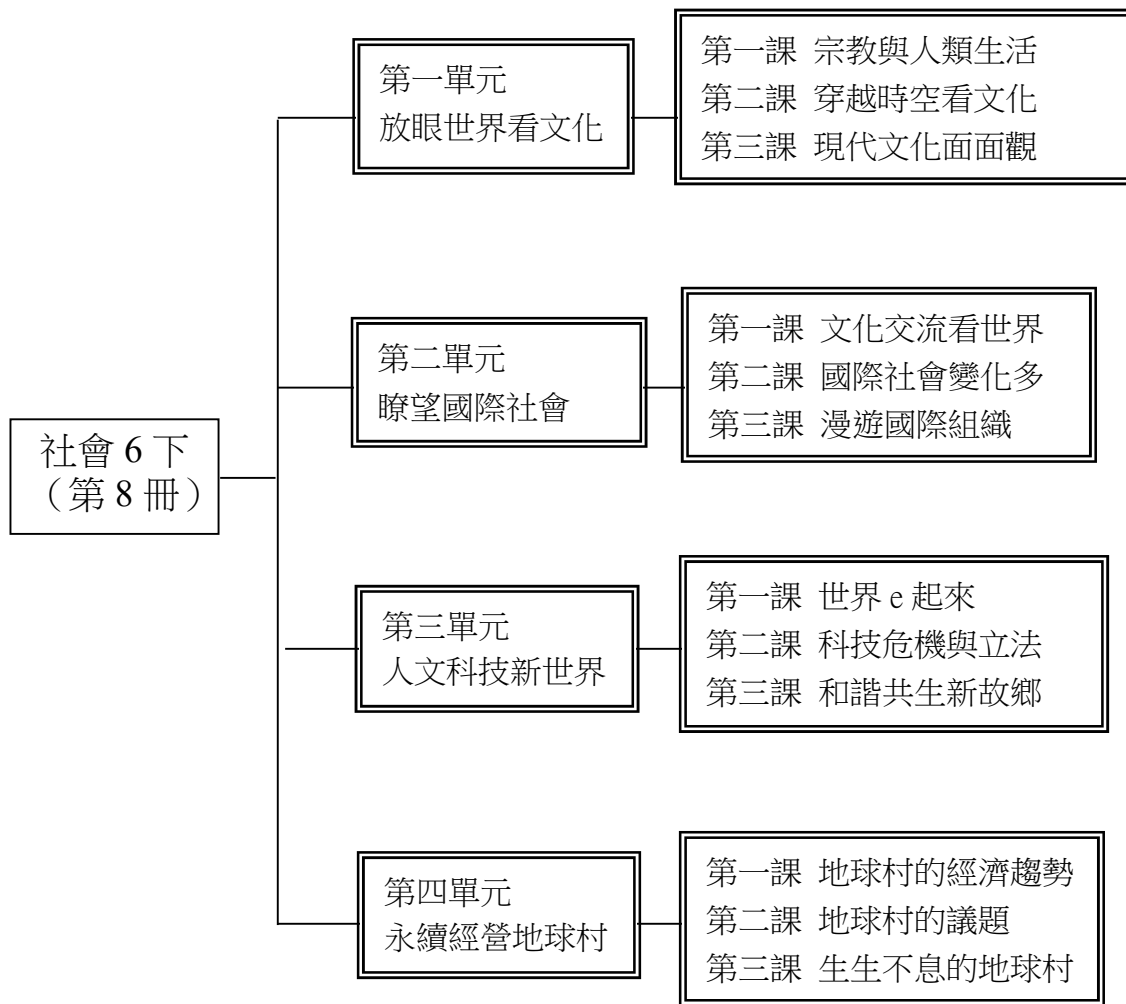 社會 6 下
（第 8 冊）
第一單元
放眼世界看文化
第一課 宗教與人類生活
第二課 穿越時空看文化
第三課 現代文化面面觀
第二單元
瞭望國際社會
第一課 文化交流看世界
第二課 國際社會變化多
第三課 漫遊國際組織
第三單元
人文科技新世界
第一課 世界 e 起來
第二課 科技危機與立法
第三課 和諧共生新故鄉
第四單元
永續經營地球村
第一課 地球村的經濟趨勢
第二課 地球村的議題
第三課 生生不息的地球村